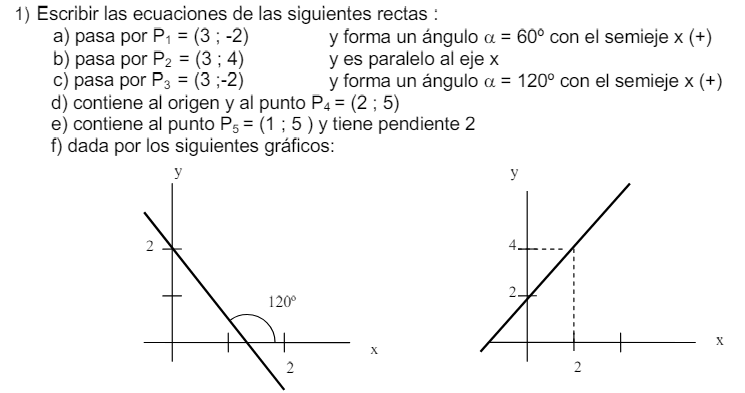 1) Escribir las ecuaciones de las siguientes rectas :
a) pasa por P₁ = (3 ; -2) y forma un ángulo α = 60º con el semieje x (+)
b) pasa por P₂ = (3 ; 4) y es paralelo al eje x
c) pasa por P₃ = (3 ;-2) y forma un ángulo α = 120º con el semieje x (+)
d) contiene al origen y al punto P₄ = (2 ; 5)
e) contiene al punto P₅ = (1 ; 5 ) y tiene pendiente 2
f) dada por los siguientes gráficos:
y
2
120º
x
2
y
4
2
x
2